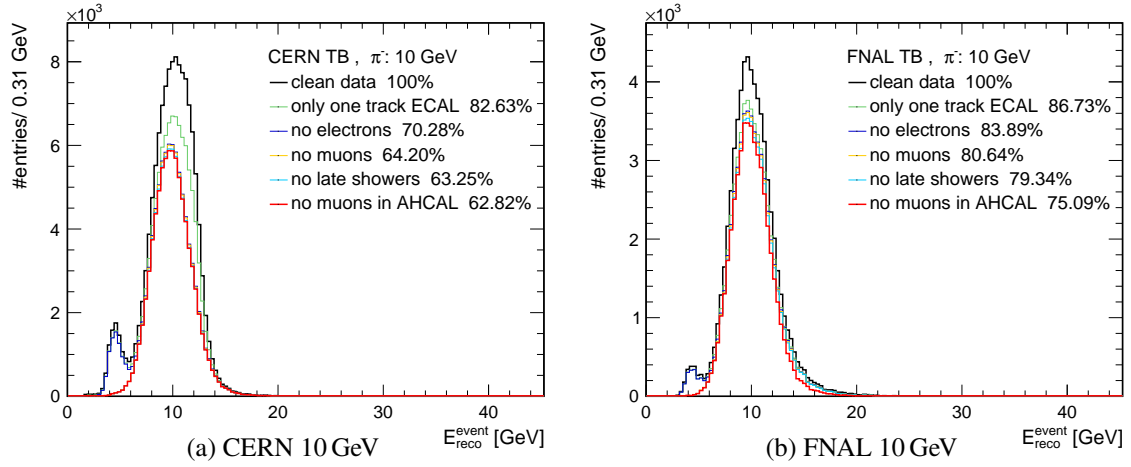 ×10³
#entries/ 0.31 GeV
8
6
4
2
0
CERN TB , π⁻: 10 GeV
clean data 100%
only one track ECAL 82.63%
no electrons 70.28%
no muons 64.20%
no late showers 63.25%
no muons in AHCAL 62.82%
0 10 20 30 40
E_reco^event [GeV]
(a) CERN 10 GeV
×10³
#entries/ 0.31 GeV
4
3
2
1
0
FNAL TB , π⁻: 10 GeV
clean data 100%
only one track ECAL 86.73%
no electrons 83.89%
no muons 80.64%
no late showers 79.34%
no muons in AHCAL 75.09%
0 10 20 30 40
E_reco^event [GeV]
(b) FNAL 10 GeV